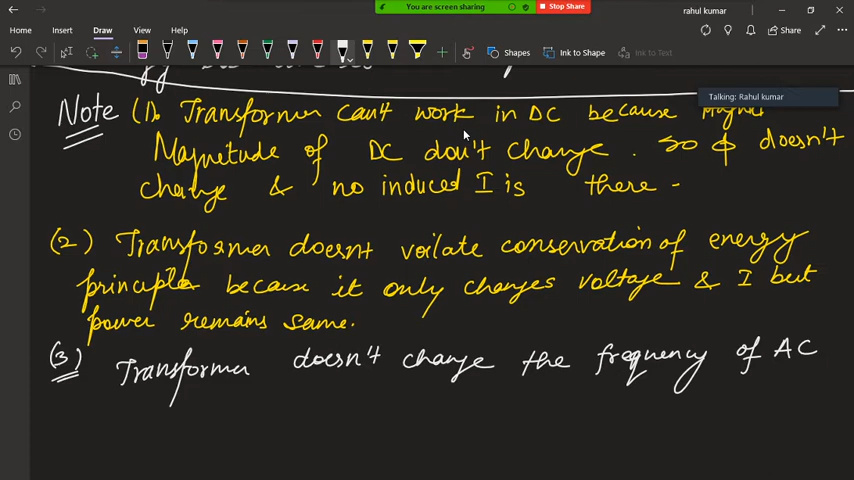 You are screen sharing
Stop Share
rahul kumar
Home Insert Draw View Help
Share
Shapes
Ink to Shape
Ink to Text
Talking: Rahul kumar
Note (1). Transformer can't work in DC because
Magnitude of DC don't change. So ϕ doesn't
change & no induced I is there -
(2) Transformer doesnt voilate conservation of energy
principle because it only changes voltage & I but
power remains same.
(3) Transformer doesn't change the frequency of AC